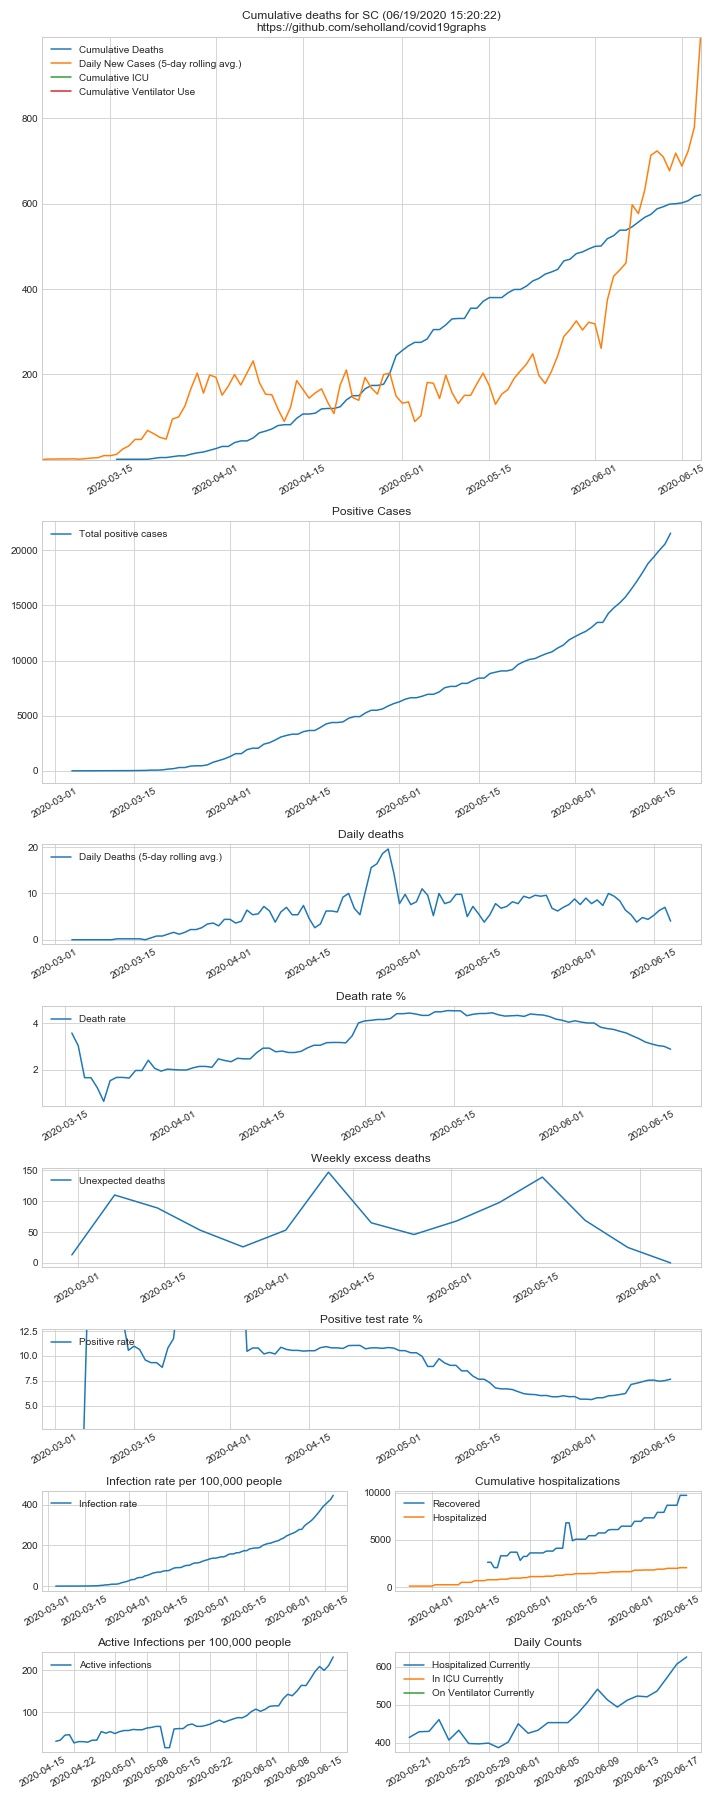 Cumulative deaths for SC (06/19/2020 15:20:22)
https://github.com/seholland/covid19graphs
Cumulative Deaths
Daily New Cases (5-day rolling avg.)
Cumulative ICU
Cumulative Ventilator Use
800
600
400
200
2020-03-15 2020-04-01 2020-04-15 2020-05-01 2020-05-15 2020-06-01 2020-06-15
Positive Cases
Total positive cases
20000
15000
10000
5000
0
2020-03-01 2020-03-15 2020-04-01 2020-04-15 2020-05-01 2020-05-15 2020-06-01 2020-06-15
Daily deaths
Daily Deaths (5-day rolling avg.)
20
10
0
2020-03-01 2020-03-15 2020-04-01 2020-04-15 2020-05-01 2020-05-15 2020-06-01 2020-06-15
Death rate %
Death rate
4
2
2020-03-15 2020-04-01 2020-04-15 2020-05-01 2020-05-15 2020-06-01 2020-06-15
Weekly excess deaths
Unexpected deaths
150
100
50
0
2020-03-01 2020-03-15 2020-04-01 2020-04-15 2020-05-01 2020-05-15 2020-06-01
Positive test rate %
Positive rate
12.5
10.0
7.5
5.0
2020-03-01 2020-03-15 2020-04-01 2020-04-15 2020-05-01 2020-05-15 2020-06-01 2020-06-15
Infection rate per 100,000 people
Infection rate
400
200
0
2020-03-01 2020-03-15 2020-04-01 2020-04-15 2020-05-01 2020-05-15 2020-06-01 2020-06-15
Cumulative hospitalizations
Recovered
Hospitalized
10000
5000
0
2020-04-01 2020-04-15 2020-05-01 2020-05-15 2020-06-01 2020-06-15
Active Infections per 100,000 people
Active infections
200
100
2020-04-15 2020-04-22 2020-05-01 2020-05-08 2020-05-15 2020-05-22 2020-06-01 2020-06-08 2020-06-15
Daily Counts
Hospitalized Currently
In ICU Currently
On Ventilator Currently
600
500
400
2020-05-21 2020-05-25 2020-05-29 2020-06-01 2020-06-05 2020-06-09 2020-06-13 2020-06-17